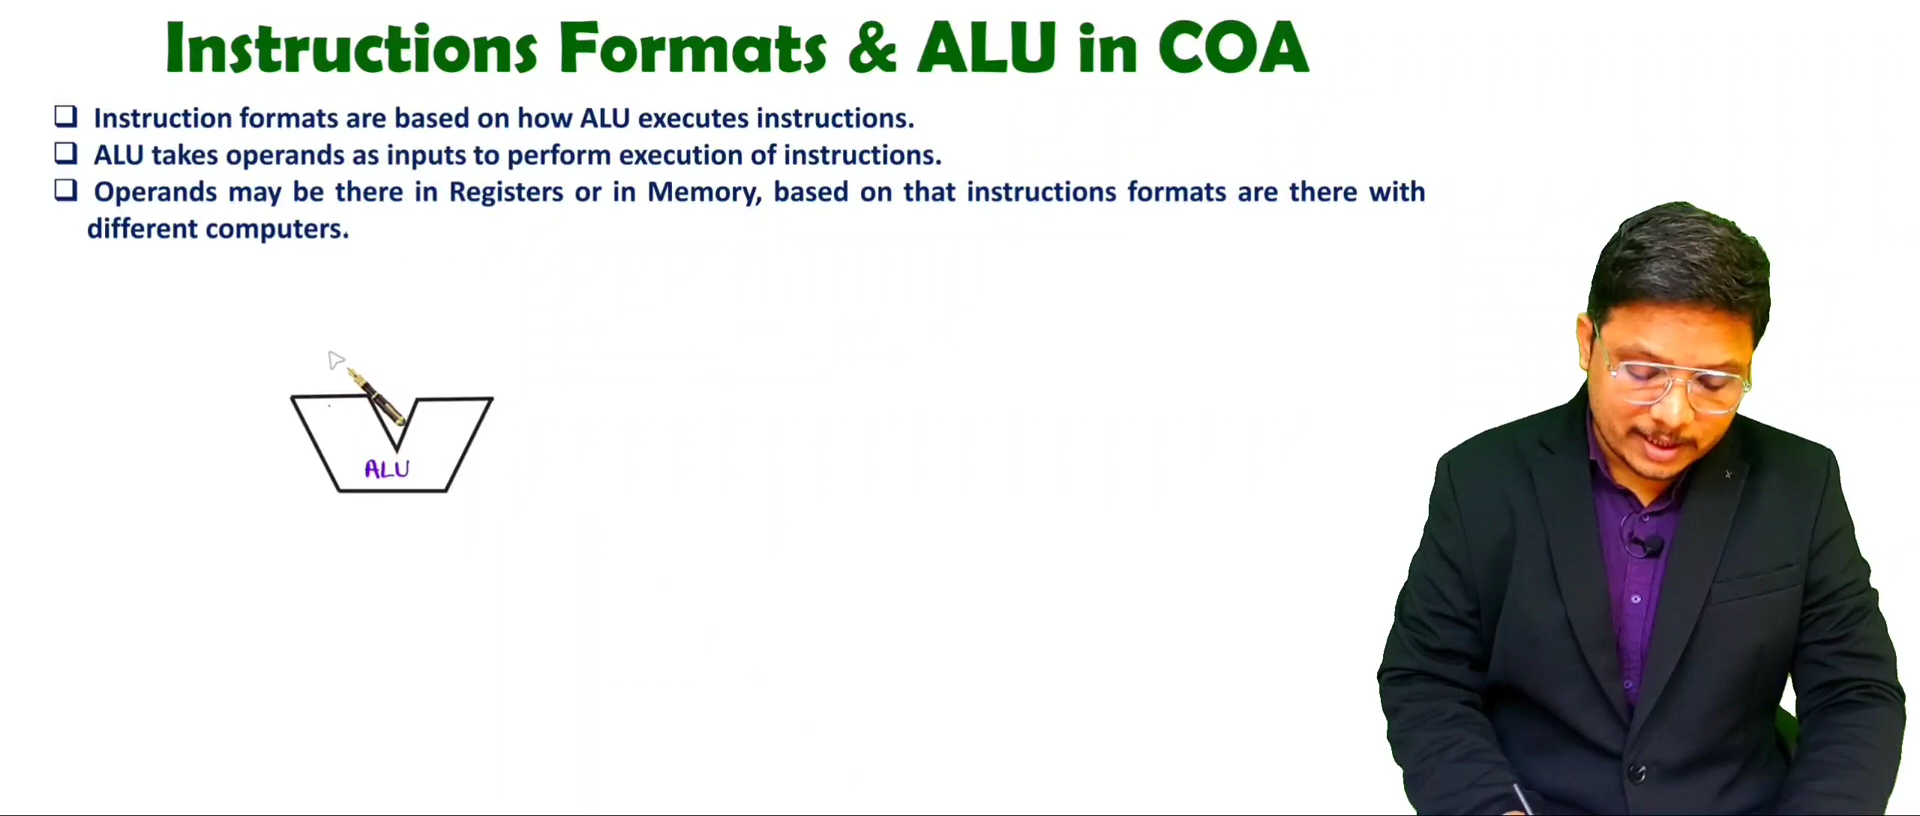 Instructions Formats & ALU in COA
Instruction formats are based on how ALU executes instructions.
ALU takes operands as inputs to perform execution of instructions.
Operands may be there in Registers or in Memory, based on that instructions formats are there with
different computers.
ALU